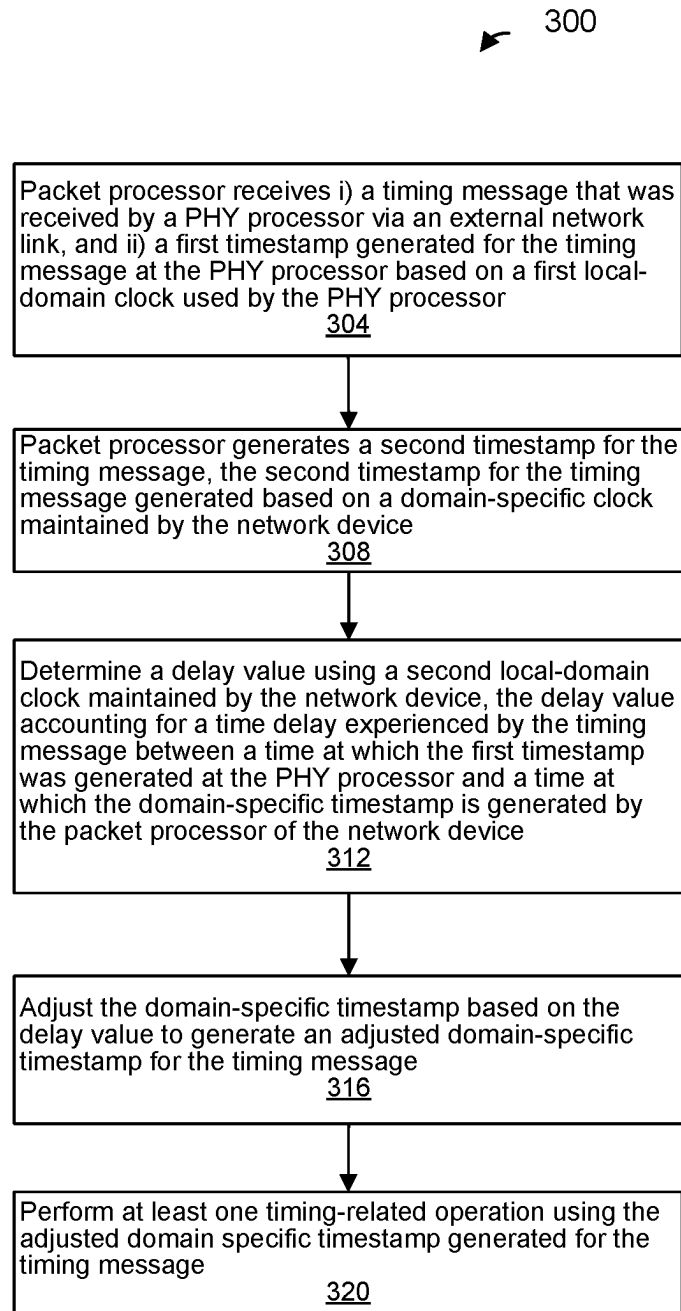 300
Packet processor receives i) a timing message that was
received by a PHY processor via an external network
link, and ii) a first timestamp generated for the timing
message at the PHY processor based on a first local-
domain clock used by the PHY processor
304
Packet processor generates a second timestamp for the
timing message, the second timestamp for the timing
message generated based on a domain-specific clock
maintained by the network device
308
Determine a delay value using a second local-domain
clock maintained by the network device, the delay value
accounting for a time delay experienced by the timing
message between a time at which the first timestamp
was generated at the PHY processor and a time at
which the domain-specific timestamp is generated by
the packet processor of the network device
312
Adjust the domain-specific timestamp based on the
delay value to generate an adjusted domain-specific
timestamp for the timing message
316
Perform at least one timing-related operation using the
adjusted domain specific timestamp generated for the
timing message
320